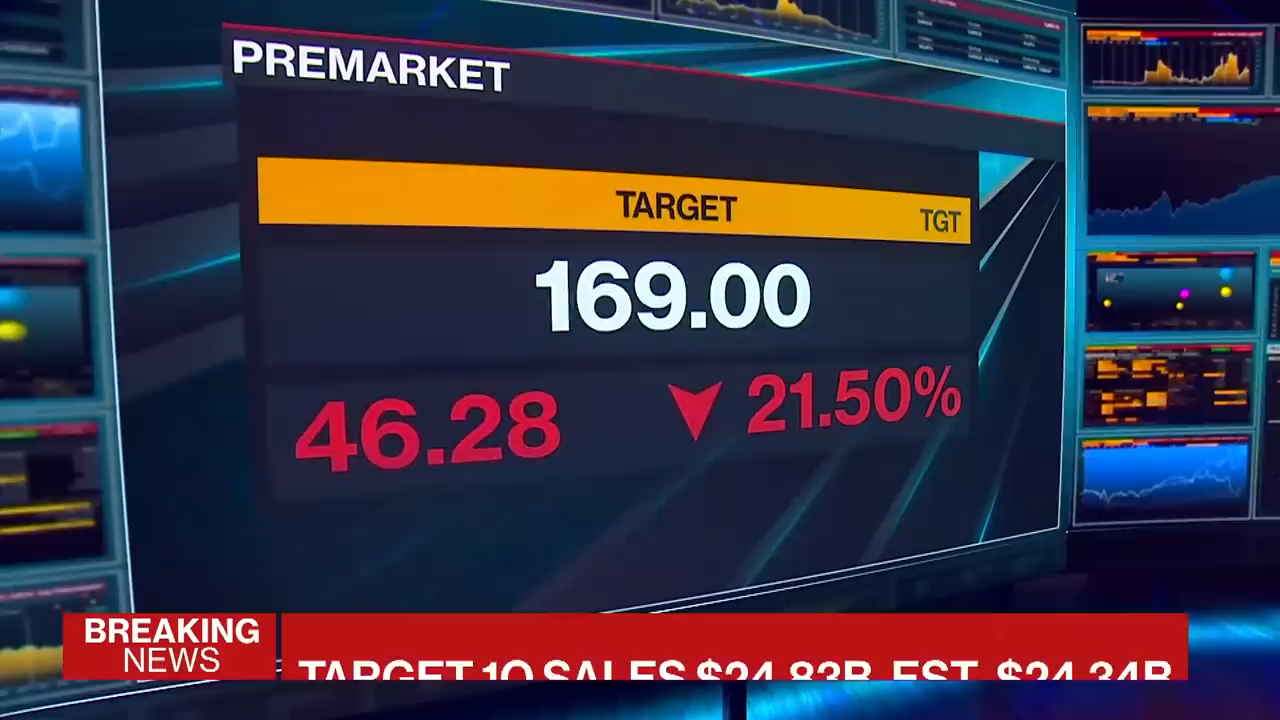 PREMARKET
TARGET TGT
169.00
46.28 21.50%
BREAKING
NEWS
TARGET 1Q SALES $24.83B, EST. $24.34B